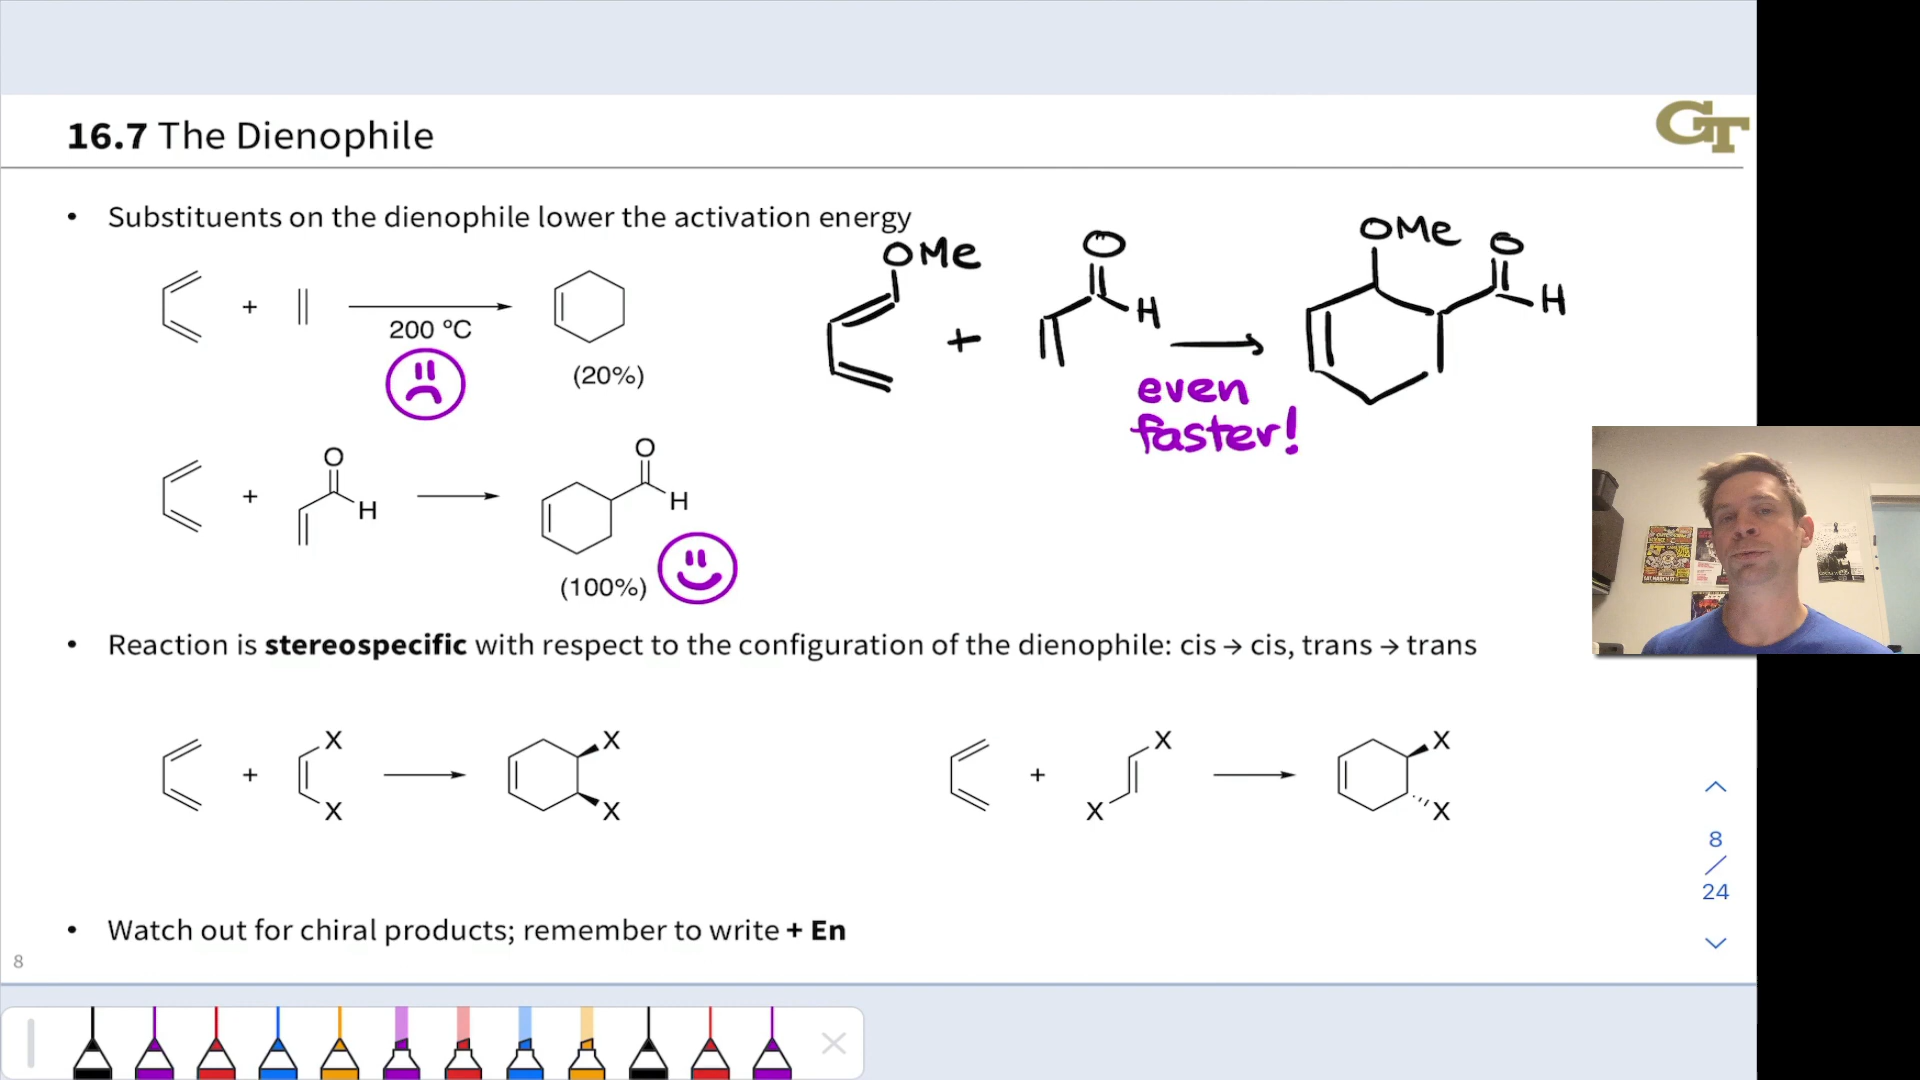 16.7 The Dienophile
GT
• Substituents on the dienophile lower the activation energy
+
200 ºC
(20%)
OMe
+
O
H
even
faster!
OMe
O
H
+
O
H
O
H
(100%)
• Reaction is stereospecific with respect to the configuration of the dienophile: cis → cis, trans → trans
+
X
X
X
X
+
X
X
X
X
• Watch out for chiral products; remember to write + En
8
8
/
24